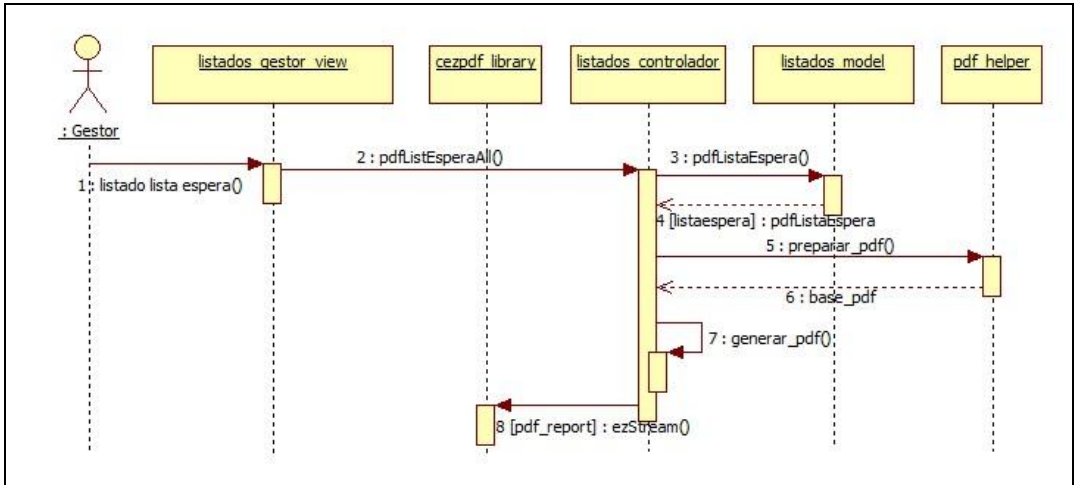 listados_gestor_view
cezpdf_library
listados_controlador
listados_model
pdf_helper
: Gestor
1 : listado lista espera()
2 : pdfListEsperaAll()
3 : pdfListaEspera()
4 [listaespera] : pdfListaEspera
5 : preparar_pdf()
6 : base_pdf
7 : generar_pdf()
8 [pdf_report] : ezStream()